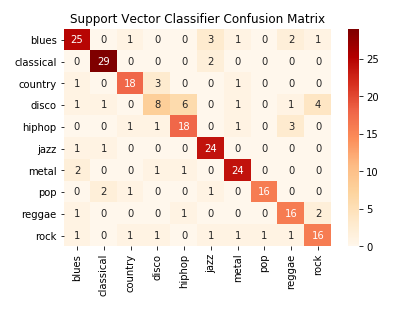 Support Vector Classifier Confusion Matrix
blues 25 0 1 0 0 3 1 0 2 1
classical 0 29 0 0 0 2 0 0 0 0
country 1 0 18 3 0 0 1 0 0 0
disco 1 1 0 8 6 0 1 0 1 4
hiphop 0 0 1 1 18 0 1 0 3 0
jazz 1 1 0 0 0 24 0 0 0 0
metal 2 0 0 1 1 0 24 0 0 0
pop 0 2 1 0 0 1 0 16 0 0
reggae 1 0 0 0 1 0 0 0 16 2
rock 1 0 1 1 0 1 1 1 1 16
blues classical country disco hiphop jazz metal pop reggae rock
25
20
15
10
5
0